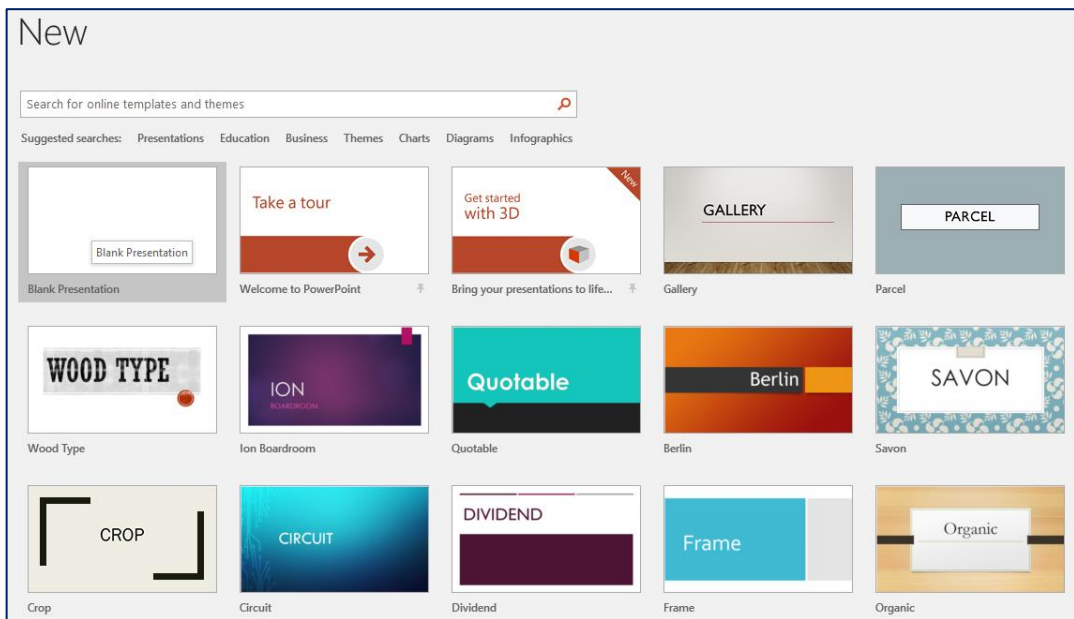 New
Search for online templates and themes
Suggested searches: Presentations Education Business Themes Charts Diagrams Infographics
Blank Presentation
Blank Presentation
Take a tour
Welcome to PowerPoint
Get started
with 3D
New
Bring your presentations to life...
GALLERY
Gallery
PARCEL
Parcel
WOOD TYPE
Wood Type
ION
BOARDROOM
Ion Boardroom
Quotable
Quotable
Berlin
Berlin
SAVON
Savon
CROP
Crop
CIRCUIT
Circuit
DIVIDEND
Dividend
Frame
Frame
Organic
Organic